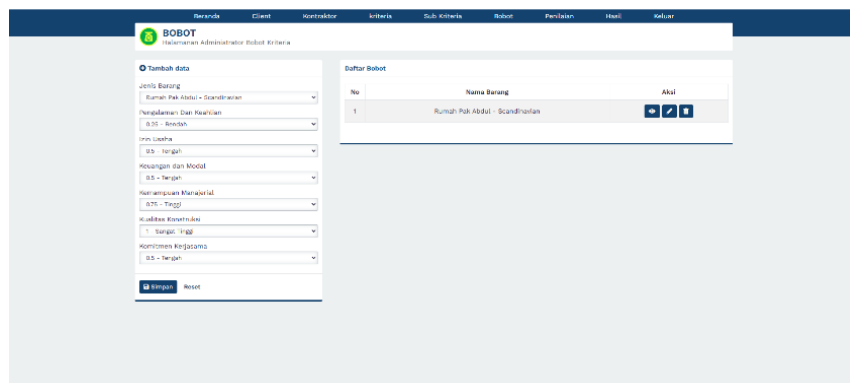 Beranda Client Kontraktor kriteria Sub Kriteria Bobot Penilaian Hasil Keluar
BOBOT
Halamanan Administrator Bobot Kriteria
Tambah data
Jenis Barang
Rumah Pak Abdul - Scandinavian
Pengalaman Dan Keahlian
0.25 - Rendah
Izin Usaha
0.5 - Tengah
Keuangan dan Modal
0.5 - Tengah
Kemampuan Manajerial
0.75 - Tinggi
Kualitas Konstruksi
1 - Sangat Tinggi
Komitmen Kerjasama
0.5 - Tengah
Simpan Reset
Daftar Bobot
No Nama Barang Aksi
1 Rumah Pak Abdul - Scandinavian